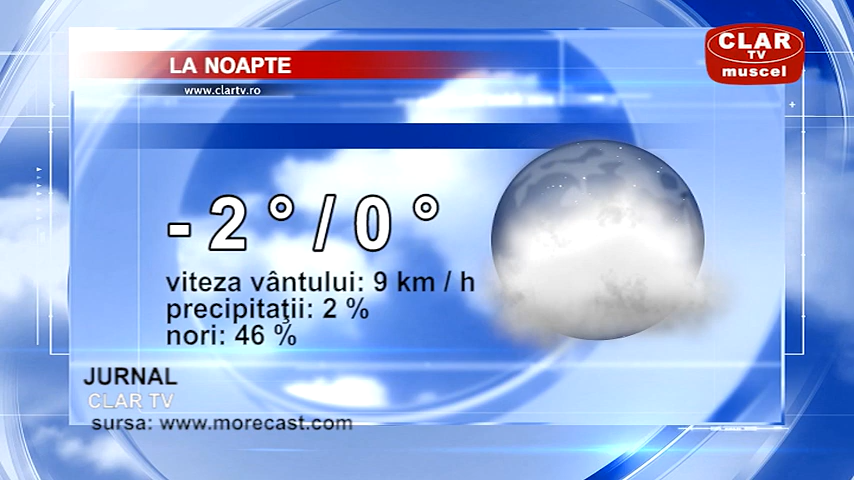 LA NOAPTE
www.clartv.ro
CLAR
TV
muscel
- 2 ° / 0 °
viteza vântului: 9 km / h
precipitaţii: 2 %
nori: 46 %
JURNAL
CLAR TV
sursa: www.morecast.com